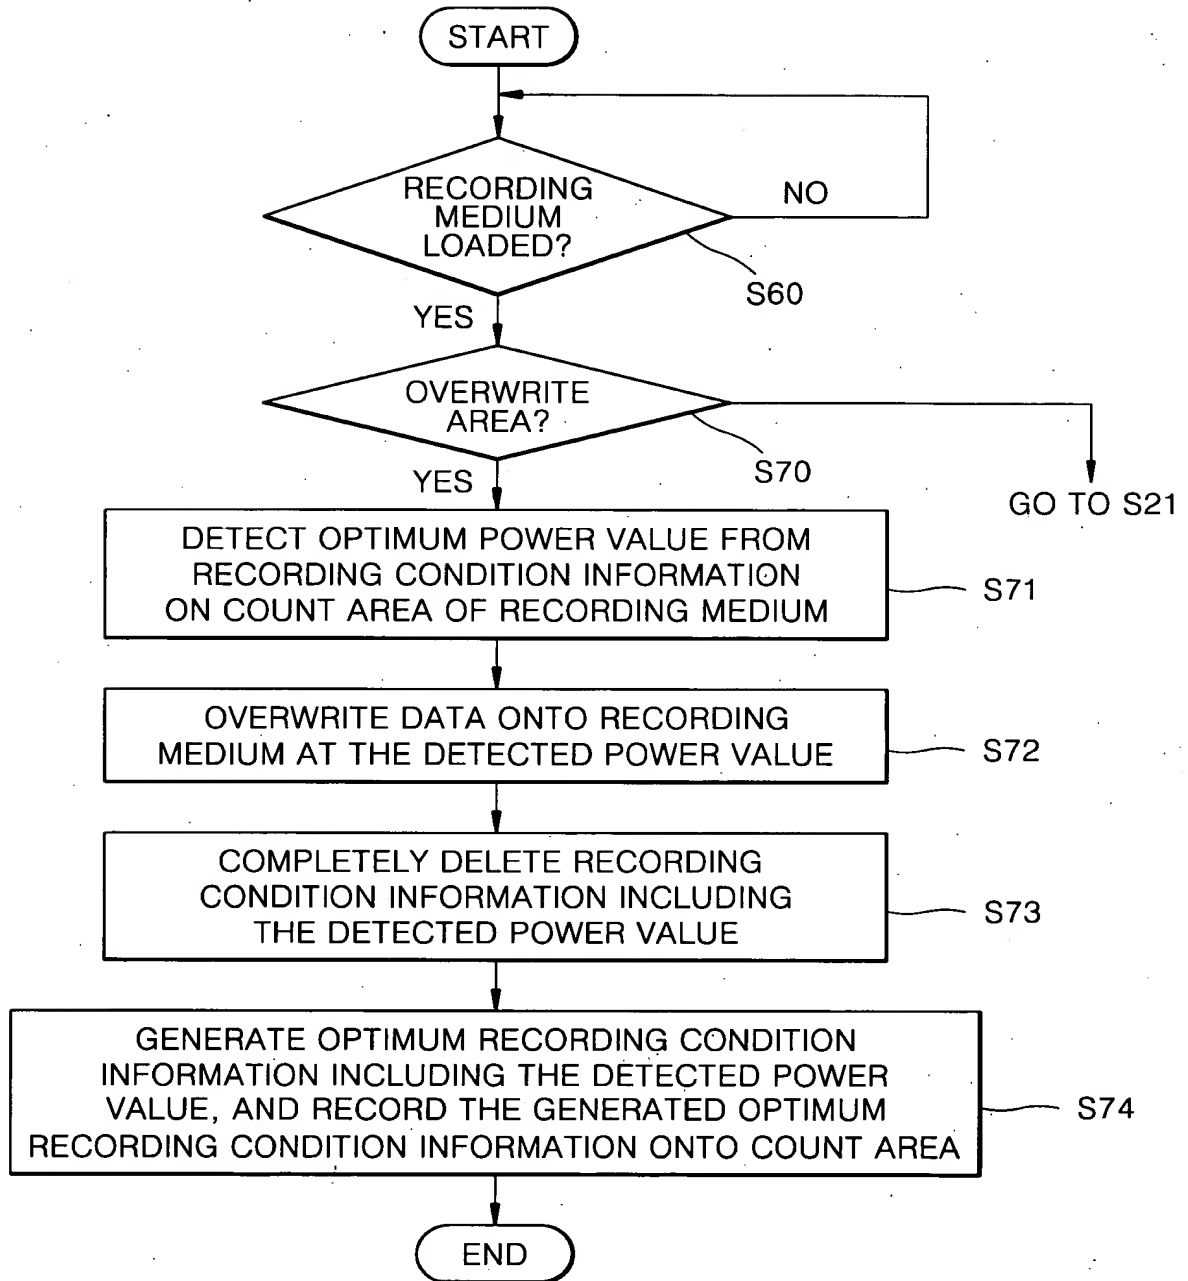 START
RECORDING
MEDIUM
LOADED?
NO
S60
YES
OVERWRITE
AREA?
S70
YES
GO TO S21
DETECT OPTIMUM POWER VALUE FROM
RECORDING CONDITION INFORMATION
ON COUNT AREA OF RECORDING MEDIUM
S71
OVERWRITE DATA ONTO RECORDING
MEDIUM AT THE DETECTED POWER VALUE
S72
COMPLETELY DELETE RECORDING
CONDITION INFORMATION INCLUDING
THE DETECTED POWER VALUE
S73
GENERATE OPTIMUM RECORDING CONDITION
INFORMATION INCLUDING THE DETECTED POWER
VALUE, AND RECORD THE GENERATED OPTIMUM
RECORDING CONDITION INFORMATION ONTO COUNT AREA
S74
END